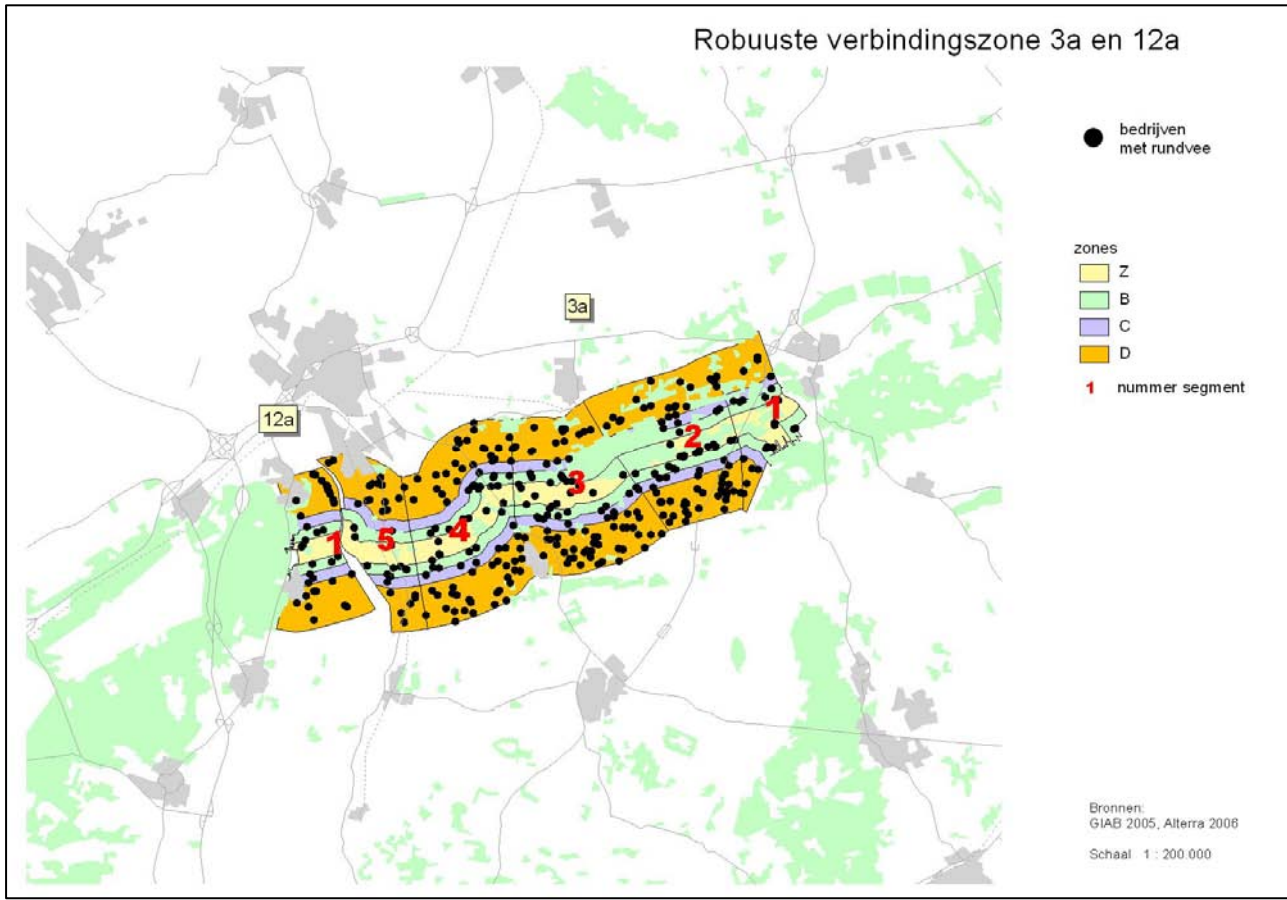 Robuuste verbindingszone 3a en 12a
bedrijven
met rundvee
zones
Z
B
C
D
1 nummer segment
3a
12a
1
2
3
4
5
1
Bronnen:
GIAB 2005, Alterra 2006
Schaal 1 : 200.000